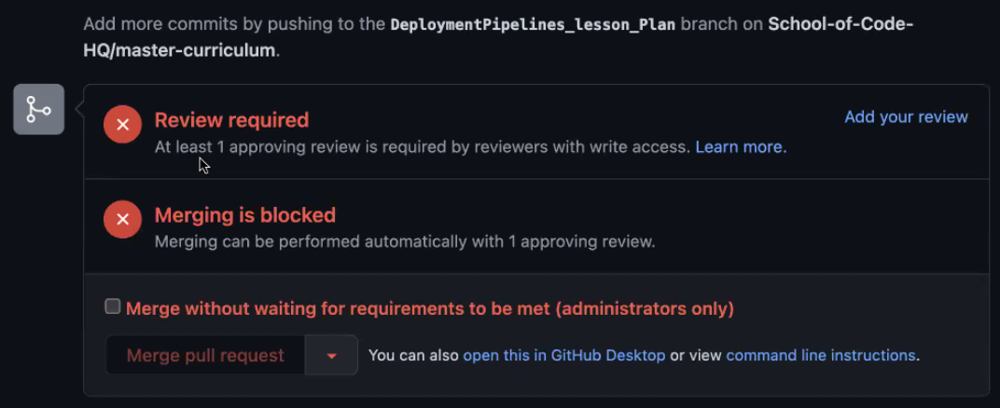 Add more commits by pushing to the DeploymentPipelines_lesson_Plan branch on School-of-Code-
HQ/master-curriculum.
Review required
Add your review
At least 1 approving review is required by reviewers with write access. Learn more.
Merging is blocked
Merging can be performed automatically with 1 approving review.
Merge without waiting for requirements to be met (administrators only)
Merge pull request
You can also open this in GitHub Desktop or view command line instructions.